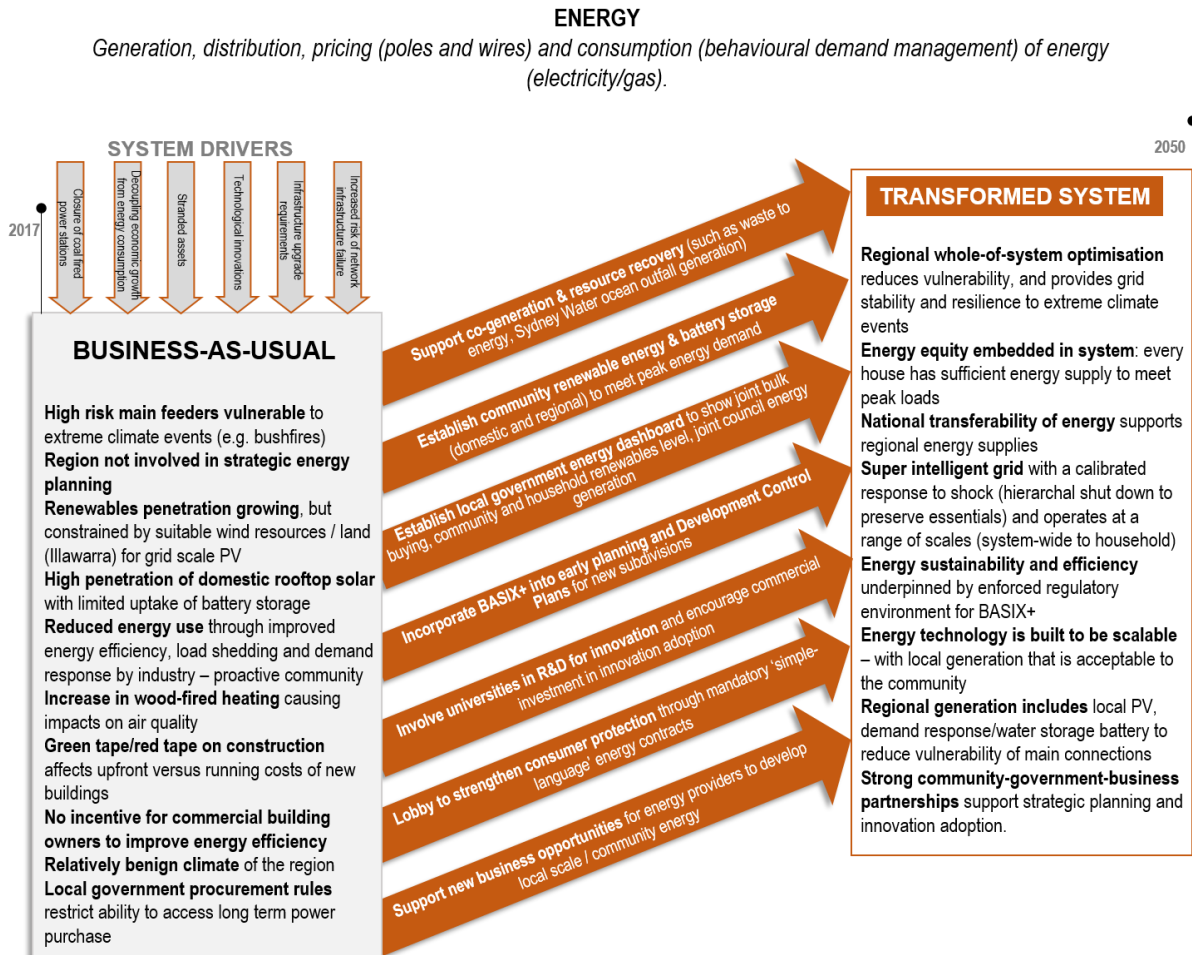 ENERGY
Generation, distribution, pricing (poles and wires) and consumption (behavioural demand management) of energy
(electricity/gas).
SYSTEM DRIVERS
2017
2050
Closure of coal fired
power stations
Decoupling economic growth
from energy consumption
Stranded assets
Technological innovations
Infrastructure upgrade
requirements
Increased risk of network
infrastructure failure
BUSINESS-AS-USUAL
High risk main feeders vulnerable to
extreme climate events (e.g. bushfires)
Region not involved in strategic energy
planning
Renewables penetration growing, but
constrained by suitable wind resources / land
(Illawarra) for grid scale PV
High penetration of domestic rooftop solar
with limited uptake of battery storage
Reduced energy use through improved
energy efficiency, load shedding and demand
response by industry – proactive community
Increase in wood-fired heating causing
impacts on air quality
Green tape/red tape on construction
affects upfront versus running costs of new
buildings
No incentive for commercial building
owners to improve energy efficiency
Relatively benign climate of the region
Local government procurement rules
restrict ability to access long term power
purchase
Support co-generation & resource recovery (such as waste to
energy, Sydney Water ocean outfall generation)
Establish community renewable energy & battery storage
(domestic and regional) to meet peak energy demand
Establish local government energy dashboard to show joint bulk
buying, community and household renewables level, joint council energy
generation
Incorporate BASIX+ into early planning and Development Control
Plans for new subdivisions
Involve universities in R&D for innovation and encourage commercial
investment in innovation adoption
Lobby to strengthen consumer protection through mandatory ‘simple-
language’ energy contracts
Support new business opportunities for energy providers to develop
local scale / community energy
TRANSFORMED SYSTEM
Regional whole-of-system optimisation
reduces vulnerability, and provides grid
stability and resilience to extreme climate
events
Energy equity embedded in system: every
house has sufficient energy supply to meet
peak loads
National transferability of energy supports
regional energy supplies
Super intelligent grid with a calibrated
response to shock (hierarchal shut down to
preserve essentials) and operates at a
range of scales (system-wide to household)
Energy sustainability and efficiency
underpinned by enforced regulatory
environment for BASIX+
Energy technology is built to be scalable
– with local generation that is acceptable to
the community
Regional generation includes local PV,
demand response/water storage battery to
reduce vulnerability of main connections
Strong community-government-business
partnerships support strategic planning and
innovation adoption.